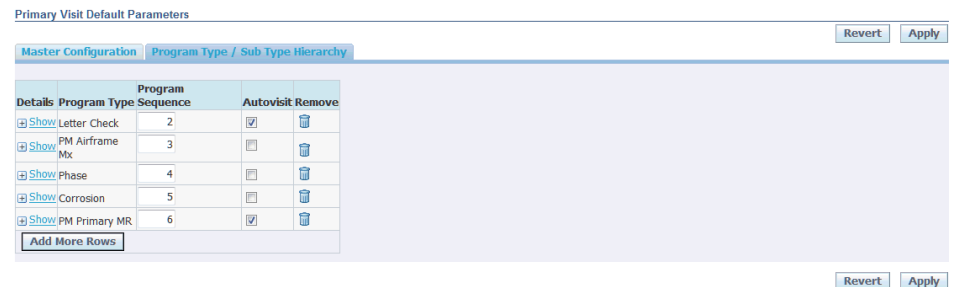 Primary Visit Default Parameters
Revert Apply
Master Configuration Program Type / Sub Type Hierarchy
Details Program Type Program Sequence Autovisit Remove
Show Letter Check 2
Show PM Airframe Mx 3
Show Phase 4
Show Corrosion 5
Show PM Primary MR 6
Add More Rows
Revert Apply